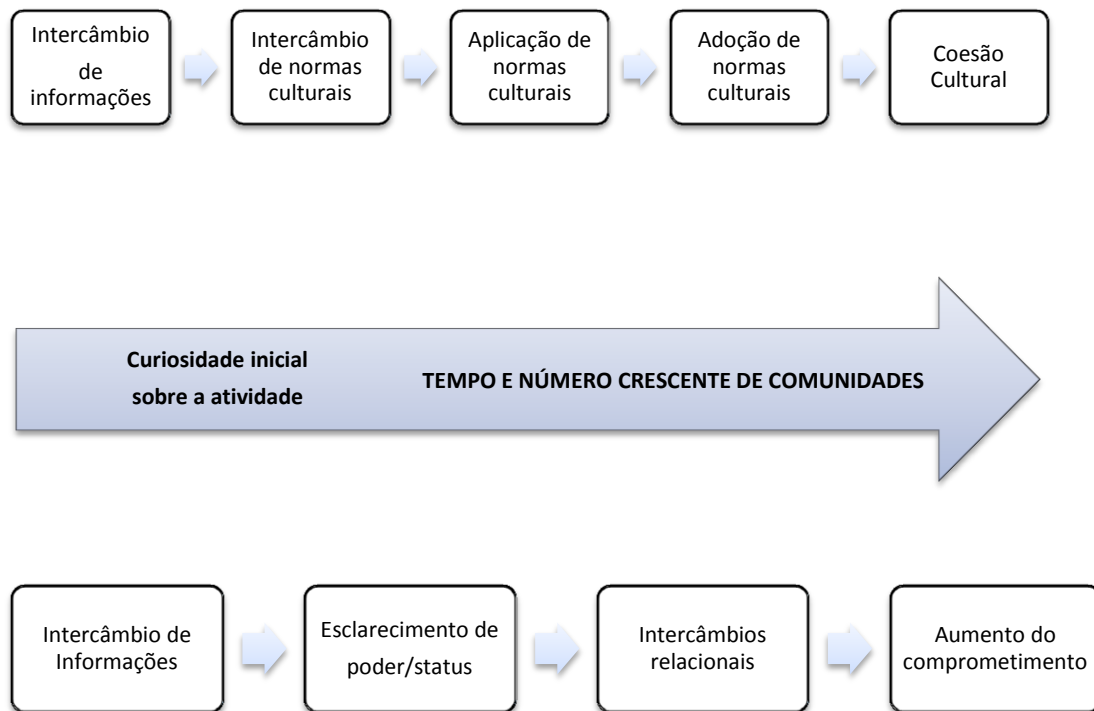 Intercâmbio
de
informações
Intercâmbio
de normas
culturais
Aplicação de
normas
culturais
Adoção de
normas
culturais
Coesão
Cultural
Curiosidade inicial
sobre a atividade
TEMPO E NÚMERO CRESCENTE DE COMUNIDADES
Intercâmbio de
Informações
Esclarecimento de
poder/status
Intercâmbios
relacionais
Aumento do
comprometimento